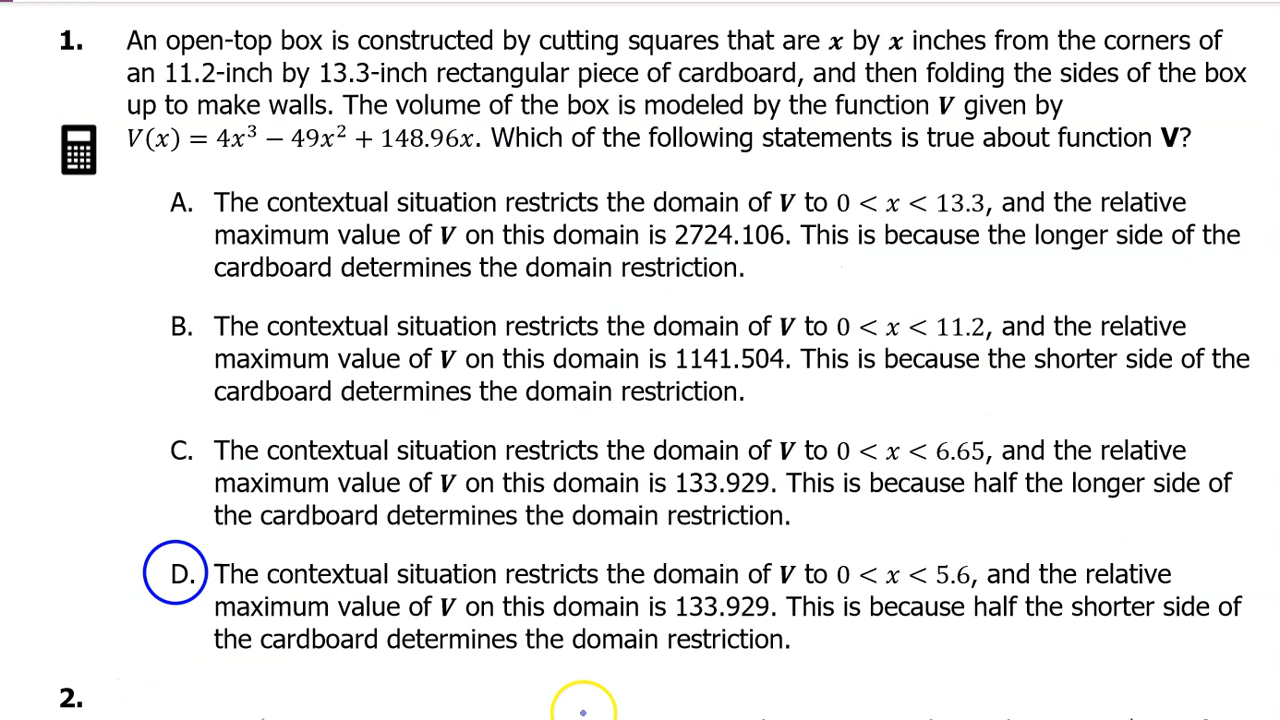 1. An open-top box is constructed by cutting squares that are x by x inches from the corners of
an 11.2-inch by 13.3-inch rectangular piece of cardboard, and then folding the sides of the box
up to make walls. The volume of the box is modeled by the function V given by
V(x) = 4x³ − 49x² + 148.96x. Which of the following statements is true about function V?
A. The contextual situation restricts the domain of V to 0 < x < 13.3, and the relative
maximum value of V on this domain is 2724.106. This is because the longer side of the
cardboard determines the domain restriction.
B. The contextual situation restricts the domain of V to 0 < x < 11.2, and the relative
maximum value of V on this domain is 1141.504. This is because the shorter side of the
cardboard determines the domain restriction.
C. The contextual situation restricts the domain of V to 0 < x < 6.65, and the relative
maximum value of V on this domain is 133.929. This is because half the longer side of
the cardboard determines the domain restriction.
D. The contextual situation restricts the domain of V to 0 < x < 5.6, and the relative
maximum value of V on this domain is 133.929. This is because half the shorter side of
the cardboard determines the domain restriction.
2.